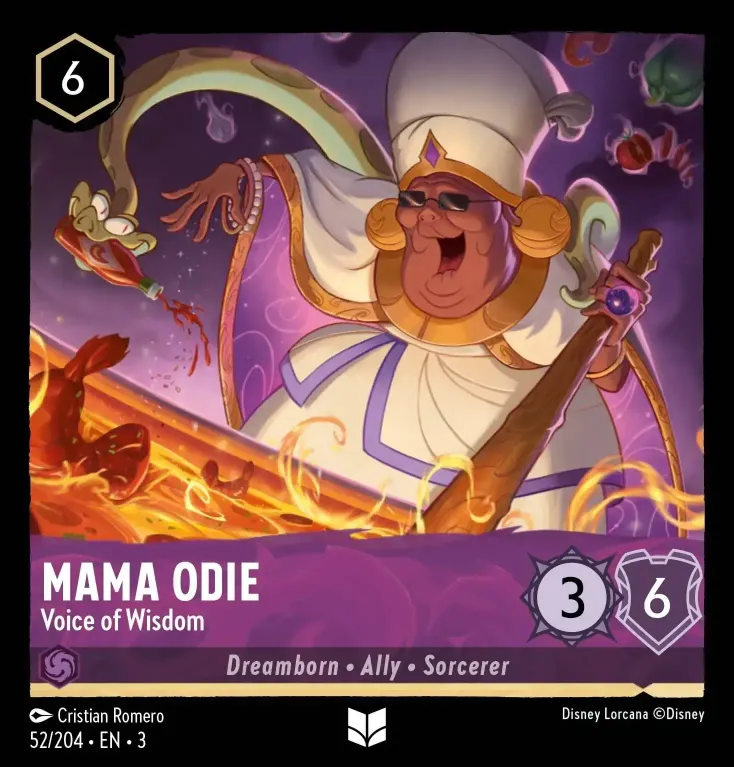 6
MAMA ODIE
Voice of Wisdom
3 6
Dreamborn • Ally • Sorcerer
Cristian Romero
Disney Lorcana ©Disney
52/204 • EN • 3